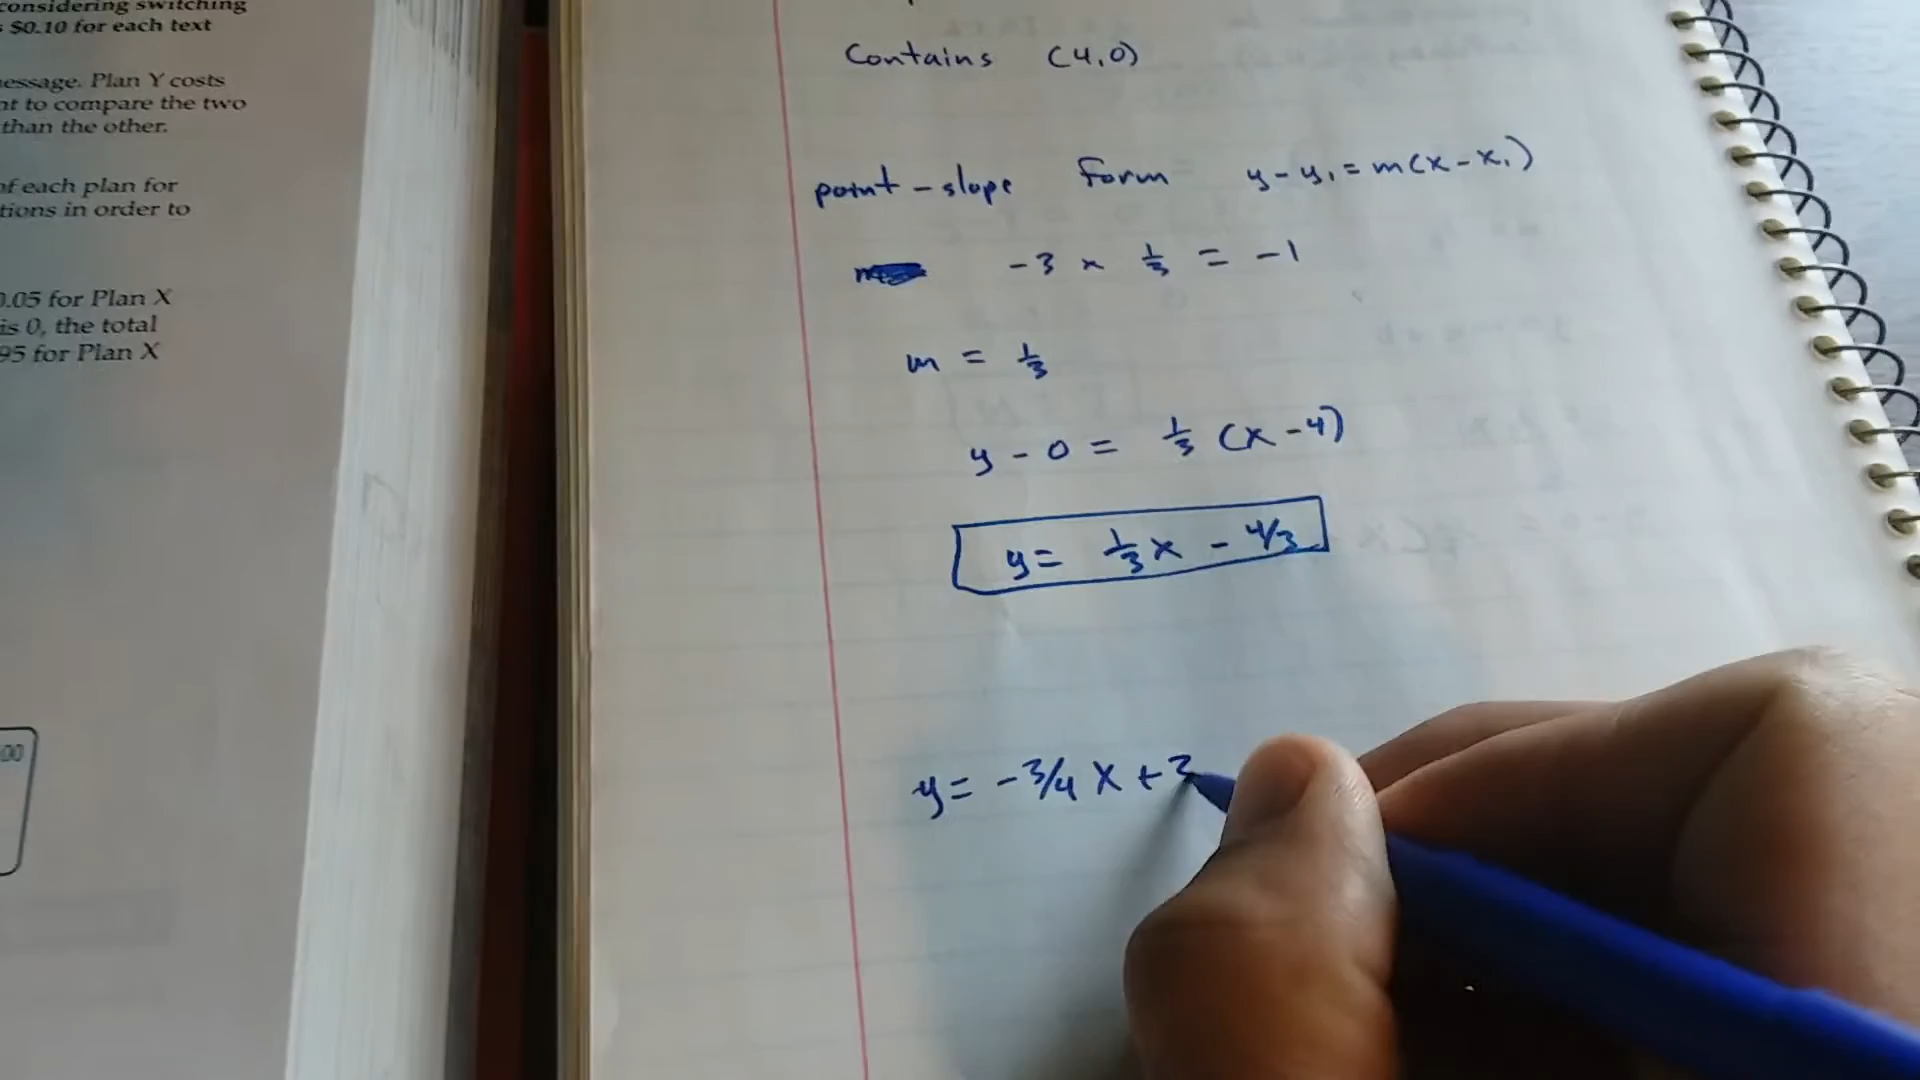 considering switching
$0.10 for each text
message. Plan Y costs
to compare the two
than the other.
of each plan for
in order to
0.05 for Plan X
is 0, the total
95 for Plan X
00
Contains (4,0)
point-slope form y-y₁=m(x-x₁)
-3 x 1/3 = -1
m = 1/3
y-0 = 1/3 (x-4)
y = 1/3 x - 4/3
y = -3/4 x + 3